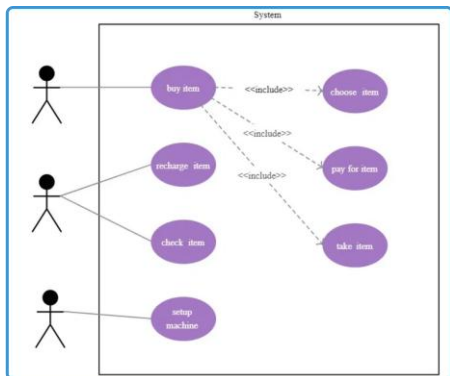 System
buy item
<<include>>
choose item
<<include>>
recharge item
pay for item
<<include>>
check item
take item
setup
machine